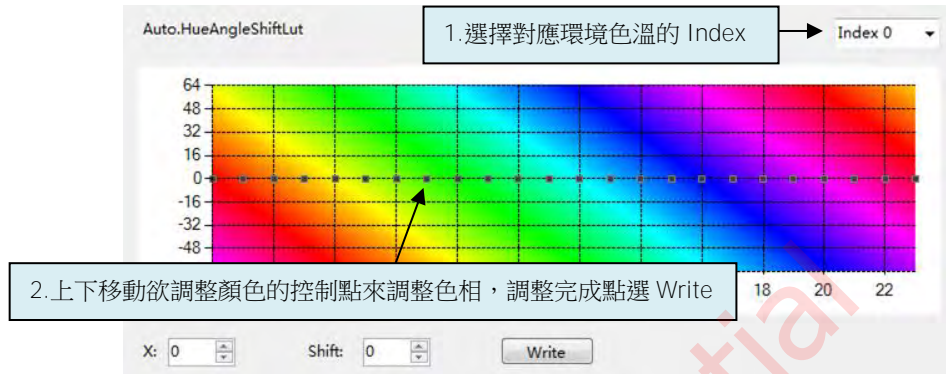 Auto.HueAngleShiftLut
1.選擇對應環境色溫的 Index
Index 0
64
48
32
16
0
-16
-32
-48
2.上下移動欲調整顏色的控制點來調整色相，調整完成點選 Write
18 20 22
X: 0 Shift: 0 Write